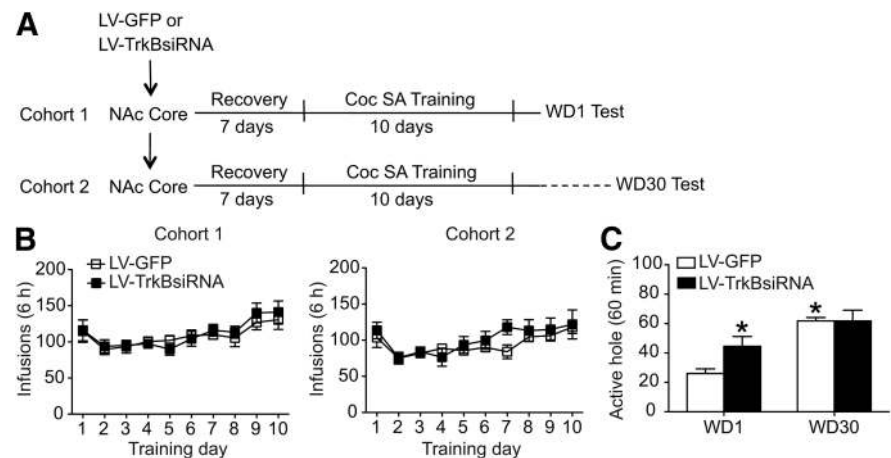 A
LV-GFP or
LV-TrkBsiRNA
Cohort 1 NAc Core Recovery Coc SA Training WD1 Test
7 days 10 days
Cohort 2 NAc Core Recovery Coc SA Training WD30 Test
7 days 10 days
B
Cohort 1
Infusions (6 h)
200
150
100
50
0
LV-GFP
LV-TrkBsiRNA
1 2 3 4 5 6 7 8 9 10
Training day
Cohort 2
Infusions (6 h)
200
150
100
50
0
1 2 3 4 5 6 7 8 9 10
Training day
C
Active hole (60 min)
100
80
60
40
20
0
LV-GFP
LV-TrkBsiRNA
* *
WD1 WD30